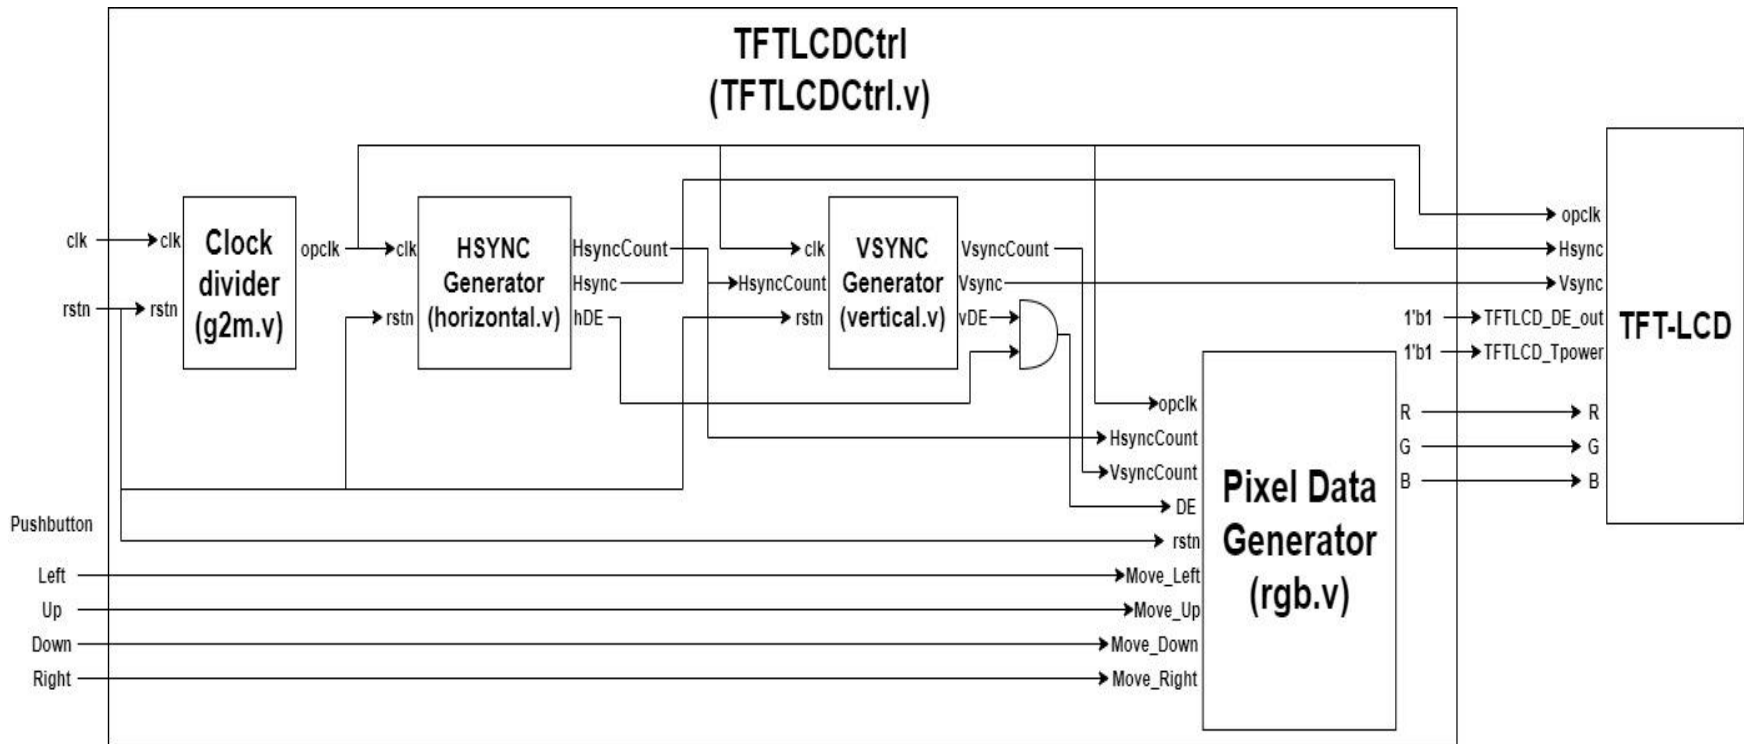 TFTLCDCtrl
(TFTLCDCtrl.v)
clk
rstn
Pushbutton
Left
Up
Down
Right
clk
rstn
Clock
divider
(g2m.v)
opclk
clk
rstn
HSYNC
Generator
(horizontal.v)
HsyncCount
Hsync
hDE
clk
HsyncCount
rstn
VSYNC
Generator
(vertical.v)
VsyncCount
Vsync
vDE
opclk
HsyncCount
VsyncCount
DE
rstn
Move_Left
Move_Up
Move_Down
Move_Right
Pixel Data
Generator
(rgb.v)
R
G
B
1'b1
1'b1
opclk
Hsync
Vsync
TFTLCD_DE_out
TFTLCD_Tpower
R
G
B
TFT-LCD